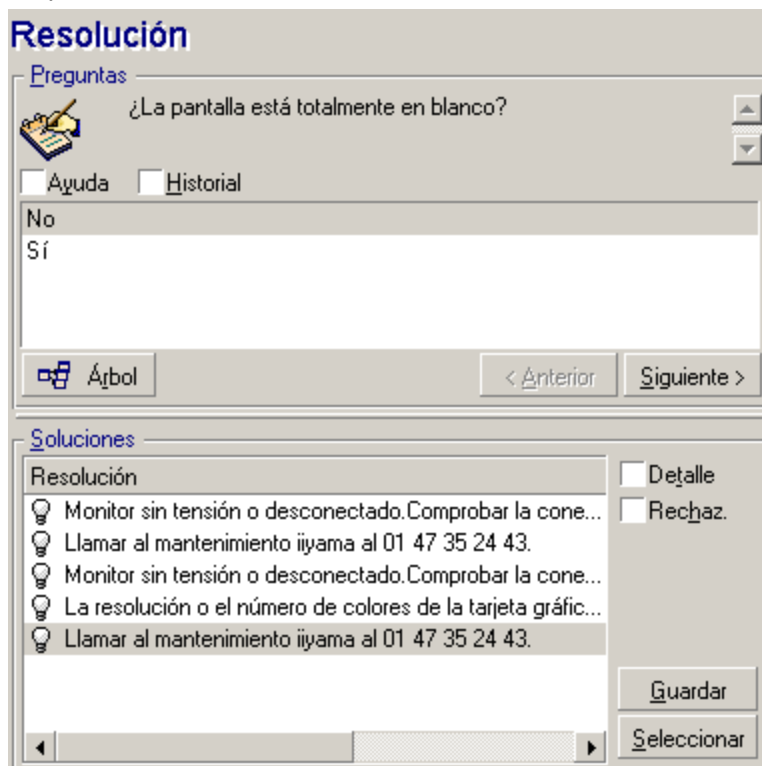 Resolución
Preguntas
¿La pantalla está totalmente en blanco?
Ayuda
Historial
No
Sí
Árbol
< Anterior
Siguiente >
Soluciones
Resolución
Detalle
Rechaz.
Monitor sin tensión o desconectado.Comprobar la cone...
Llamar al mantenimiento iiyama al 01 47 35 24 43.
Monitor sin tensión o desconectado.Comprobar la cone...
La resolución o el número de colores de la tarjeta gráfic...
Llamar al mantenimiento iiyama al 01 47 35 24 43.
Guardar
Seleccionar